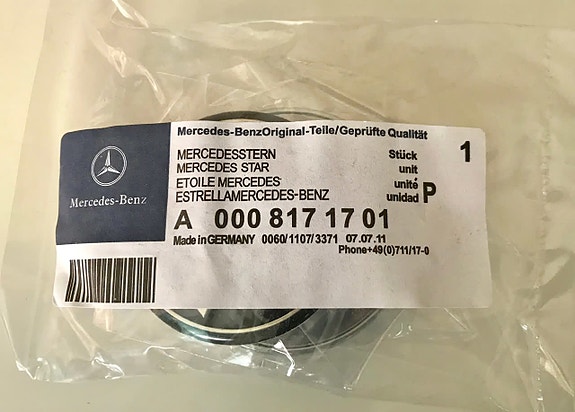 Mercedes-BenzOriginal-Teile/Geprüfte Qualität
MERCEDESSTERN Stück 1
MERCEDES STAR unit
ETOILE MERCEDES unité P
ESTRELLAMERCEDES-BENZ unidad
Mercedes-Benz
A 000 817 17 01
Made in GERMANY 0060/1107/3371 07.07.11
Phone+49(0)711/17-0